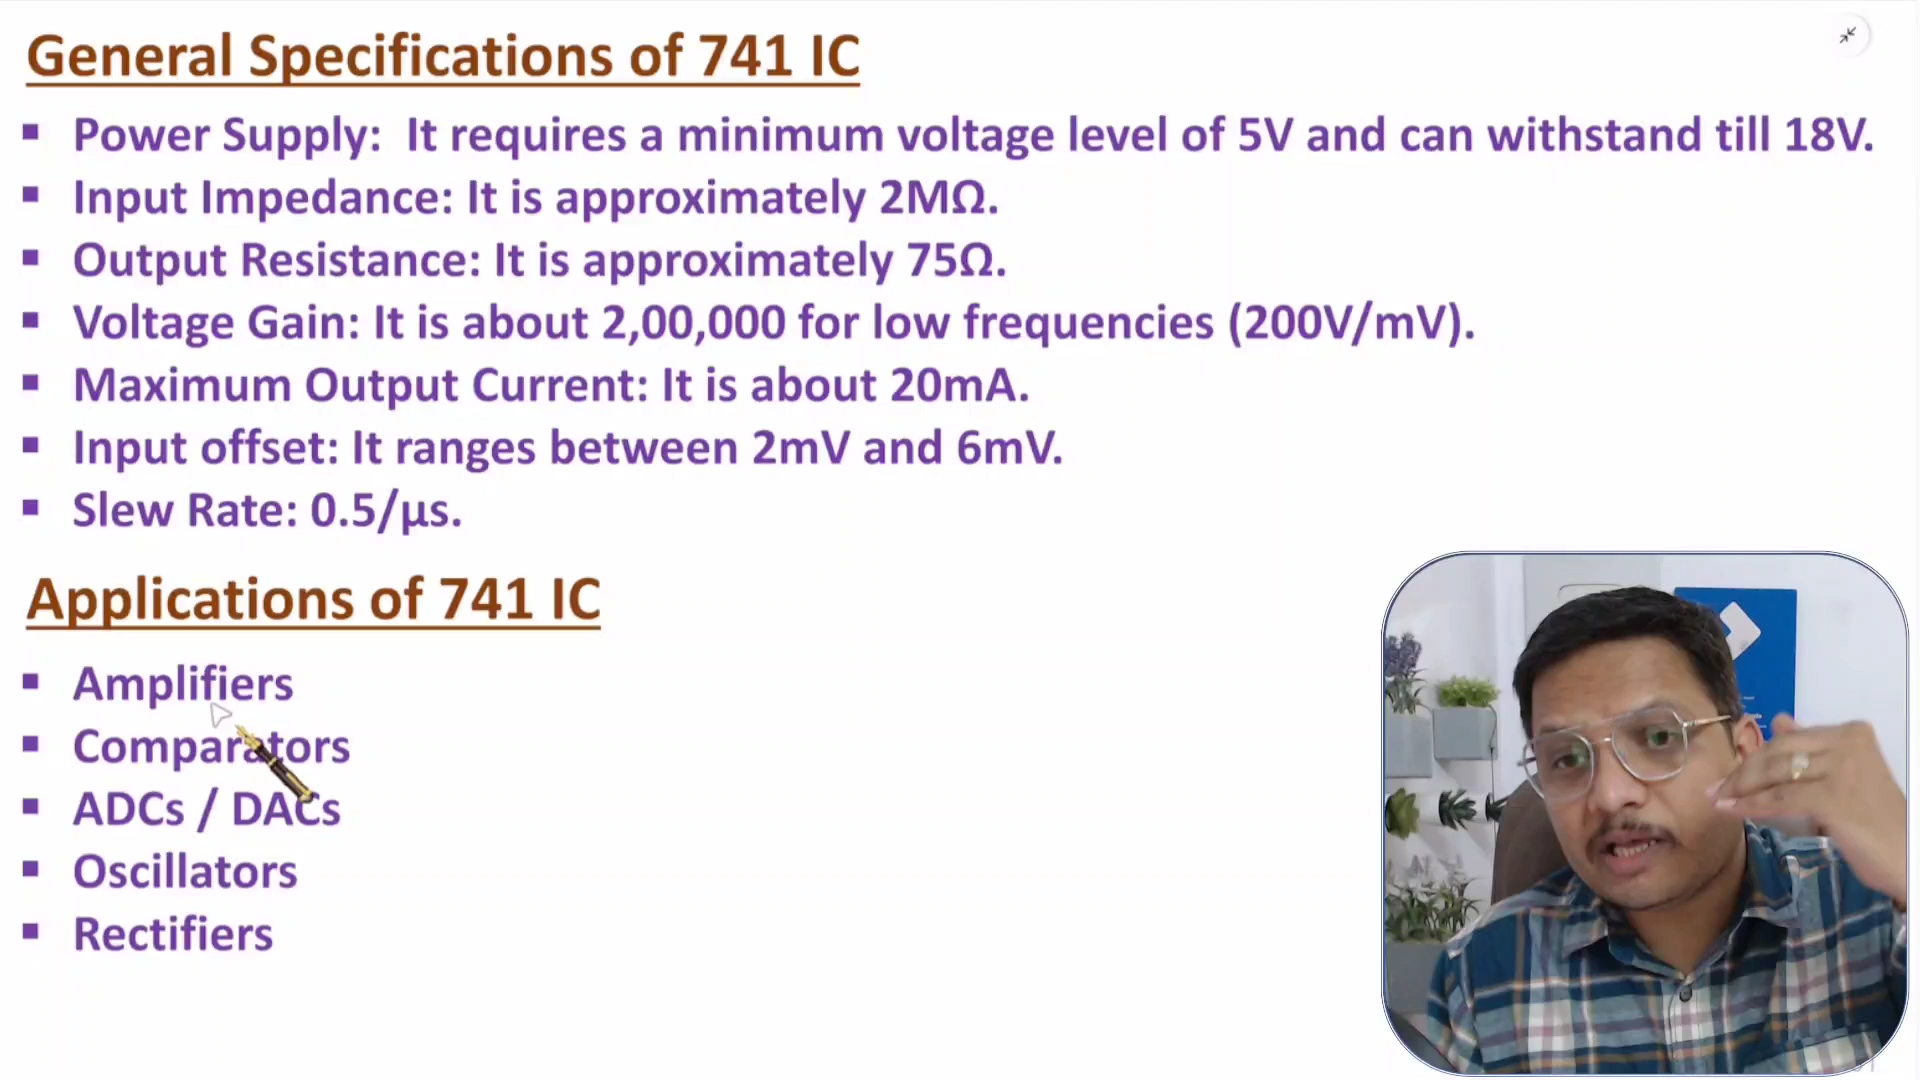 General Specifications of 741 IC
▪ Power Supply: It requires a minimum voltage level of 5V and can withstand till 18V.
▪ Input Impedance: It is approximately 2MΩ.
▪ Output Resistance: It is approximately 75Ω.
▪ Voltage Gain: It is about 2,00,000 for low frequencies (200V/mV).
▪ Maximum Output Current: It is about 20mA.
▪ Input offset: It ranges between 2mV and 6mV.
▪ Slew Rate: 0.5/µs.
Applications of 741 IC
▪ Amplifiers
▪ Comparators
▪ ADCs / DACs
▪ Oscillators
▪ Rectifiers